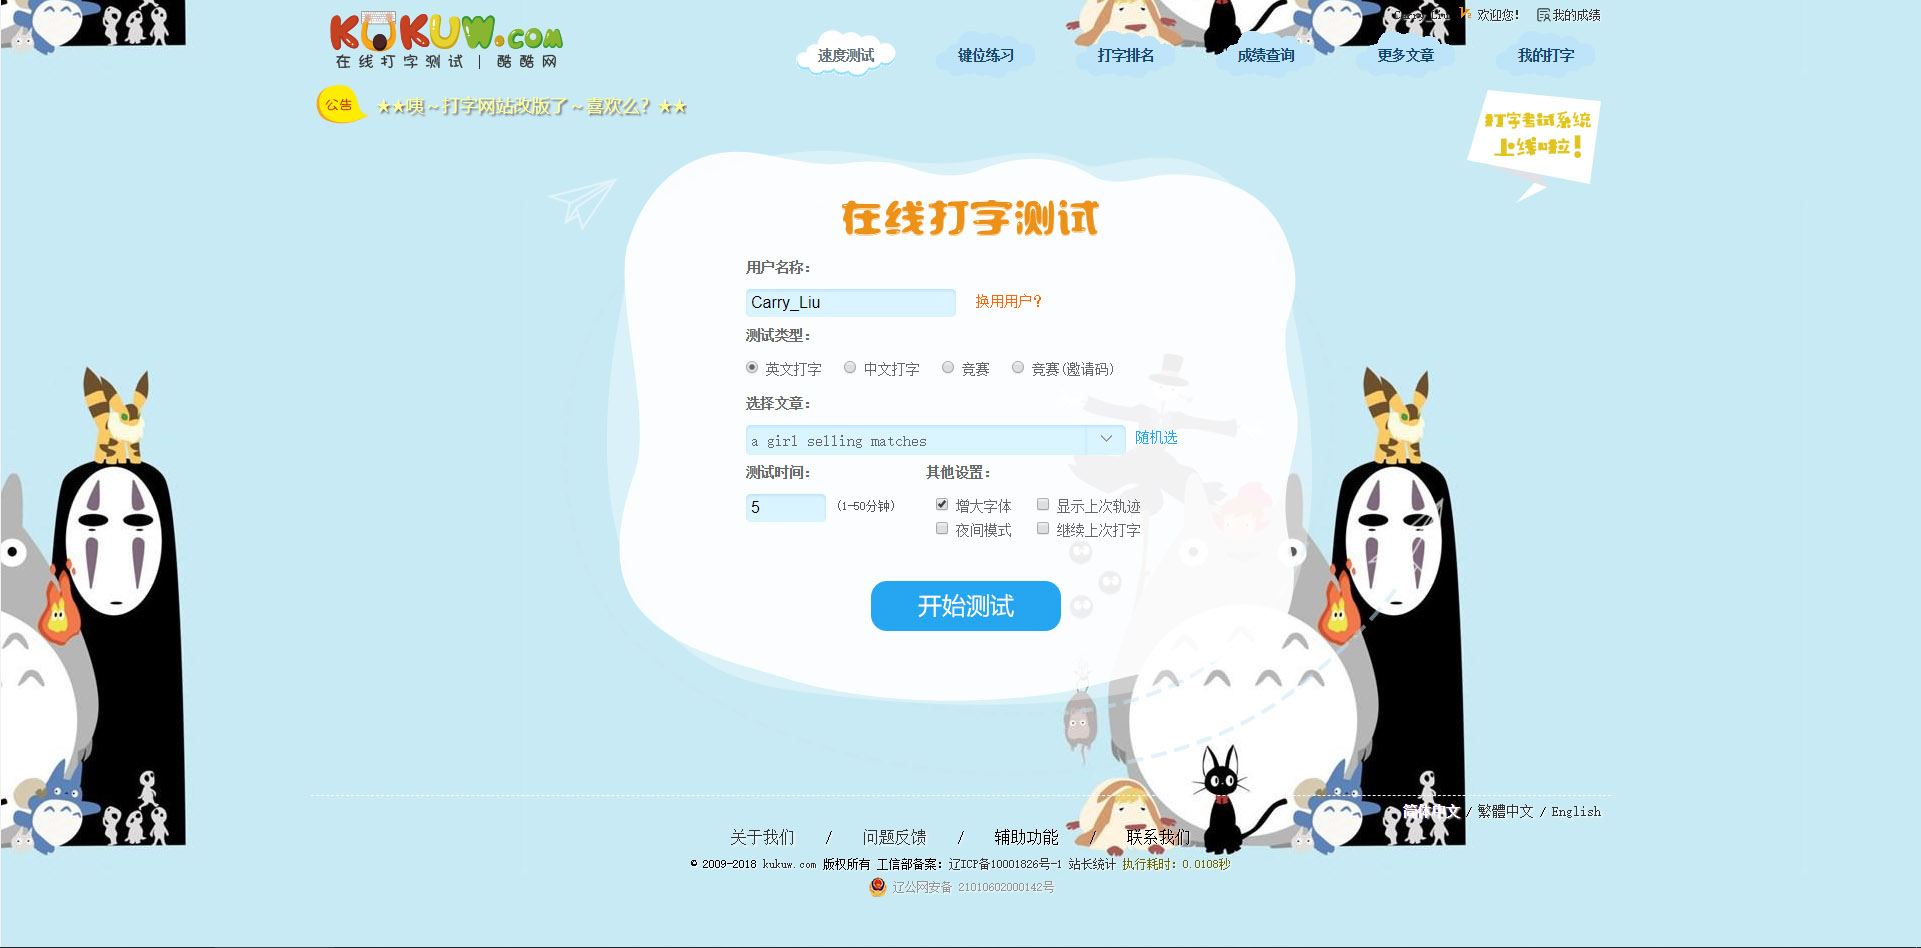 KUKUW.com
在线打字测试 | 酷酷网
Carry_Liu 欢迎您! 我的成绩
速度测试 键位练习 打字排名 成绩查询 更多文章 我的打字
公告 ★★咦~打字网站改版了~喜欢么? ★★
打字考试系统
上线啦!
在线打字测试
用户名称:
Carry_Liu 换用用户?
测试类型:
英文打字 中文打字 竞赛 竞赛(邀请码)
选择文章:
a girl selling matches 随机选
测试时间: 其他设置:
5 (1-50分钟) 增大字体 显示上次轨迹
夜间模式 继续上次打字
开始测试
简体中文 / 繁體中文 / English
关于我们 / 问题反馈 / 辅助功能 / 联系我们
© 2009-2018 kukuw.com 版权所有 工信部备案: 辽ICP备10001826号-1 站长统计 执行耗时: 0.0108秒
辽公网安备 21010602000142号